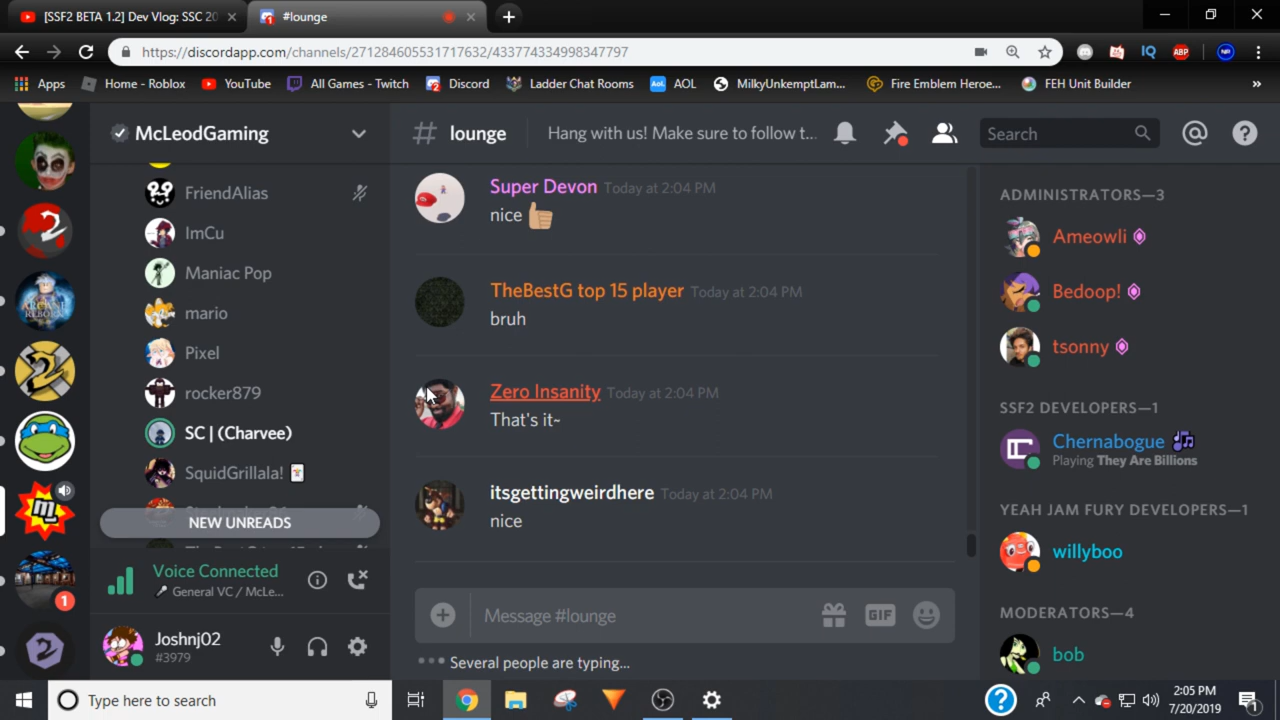 [SSF2 BETA 1.2] Dev Vlog: SSC 20
#lounge
https://discordapp.com/channels/271284605531717632/433774334998347797
Apps
Home - Roblox
YouTube
All Games - Twitch
Discord
Ladder Chat Rooms
AOL
MilkyUnkemptLam...
Fire Emblem Heroe...
FEH Unit Builder
»
McLeodGaming
# lounge
Hang with us! Make sure to follow t...
Search
FriendAlias
ImCu
Maniac Pop
mario
Pixel
rocker879
SC | (Charvee)
SquidGrillala!
NEW UNREADS
Voice Connected
General VC / McLe...
Joshnj02
#3979
1
Super Devon Today at 2:04 PM
nice
TheBestG top 15 player Today at 2:04 PM
bruh
Zero Insanity Today at 2:04 PM
That's it~
itsgettingweirdhere Today at 2:04 PM
nice
Message #lounge
GIF
Several people are typing...
ADMINISTRATORS—3
Ameowli
Bedoop!
tsonny
SSF2 DEVELOPERS—1
Chernabogue
Playing They Are Billions
YEAH JAM FURY DEVELOPERS—1
willyboo
MODERATORS—4
bob
Type here to search
2:05 PM
7/20/2019